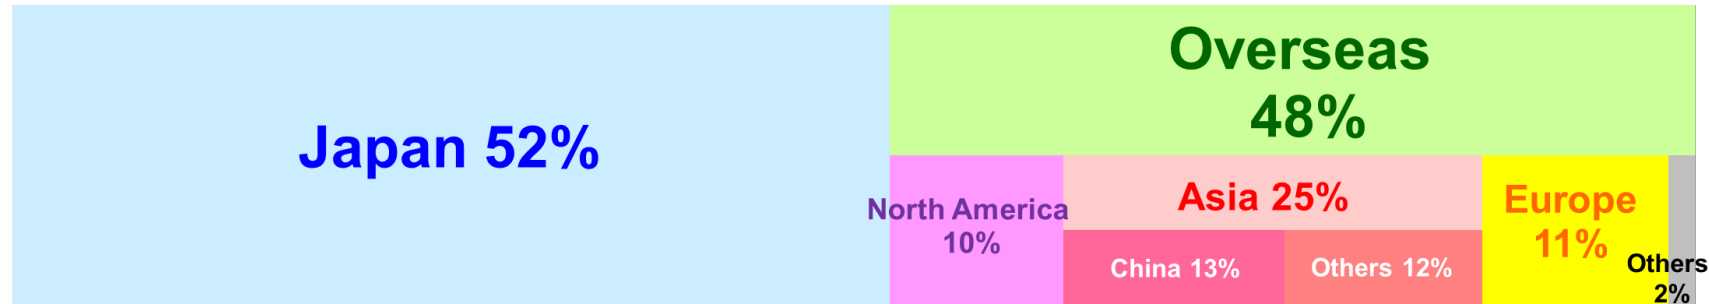 Japan 52%
Overseas
48%
North America
10%
Asia 25%
China 13%
Others 12%
Europe
11%
Others
2%